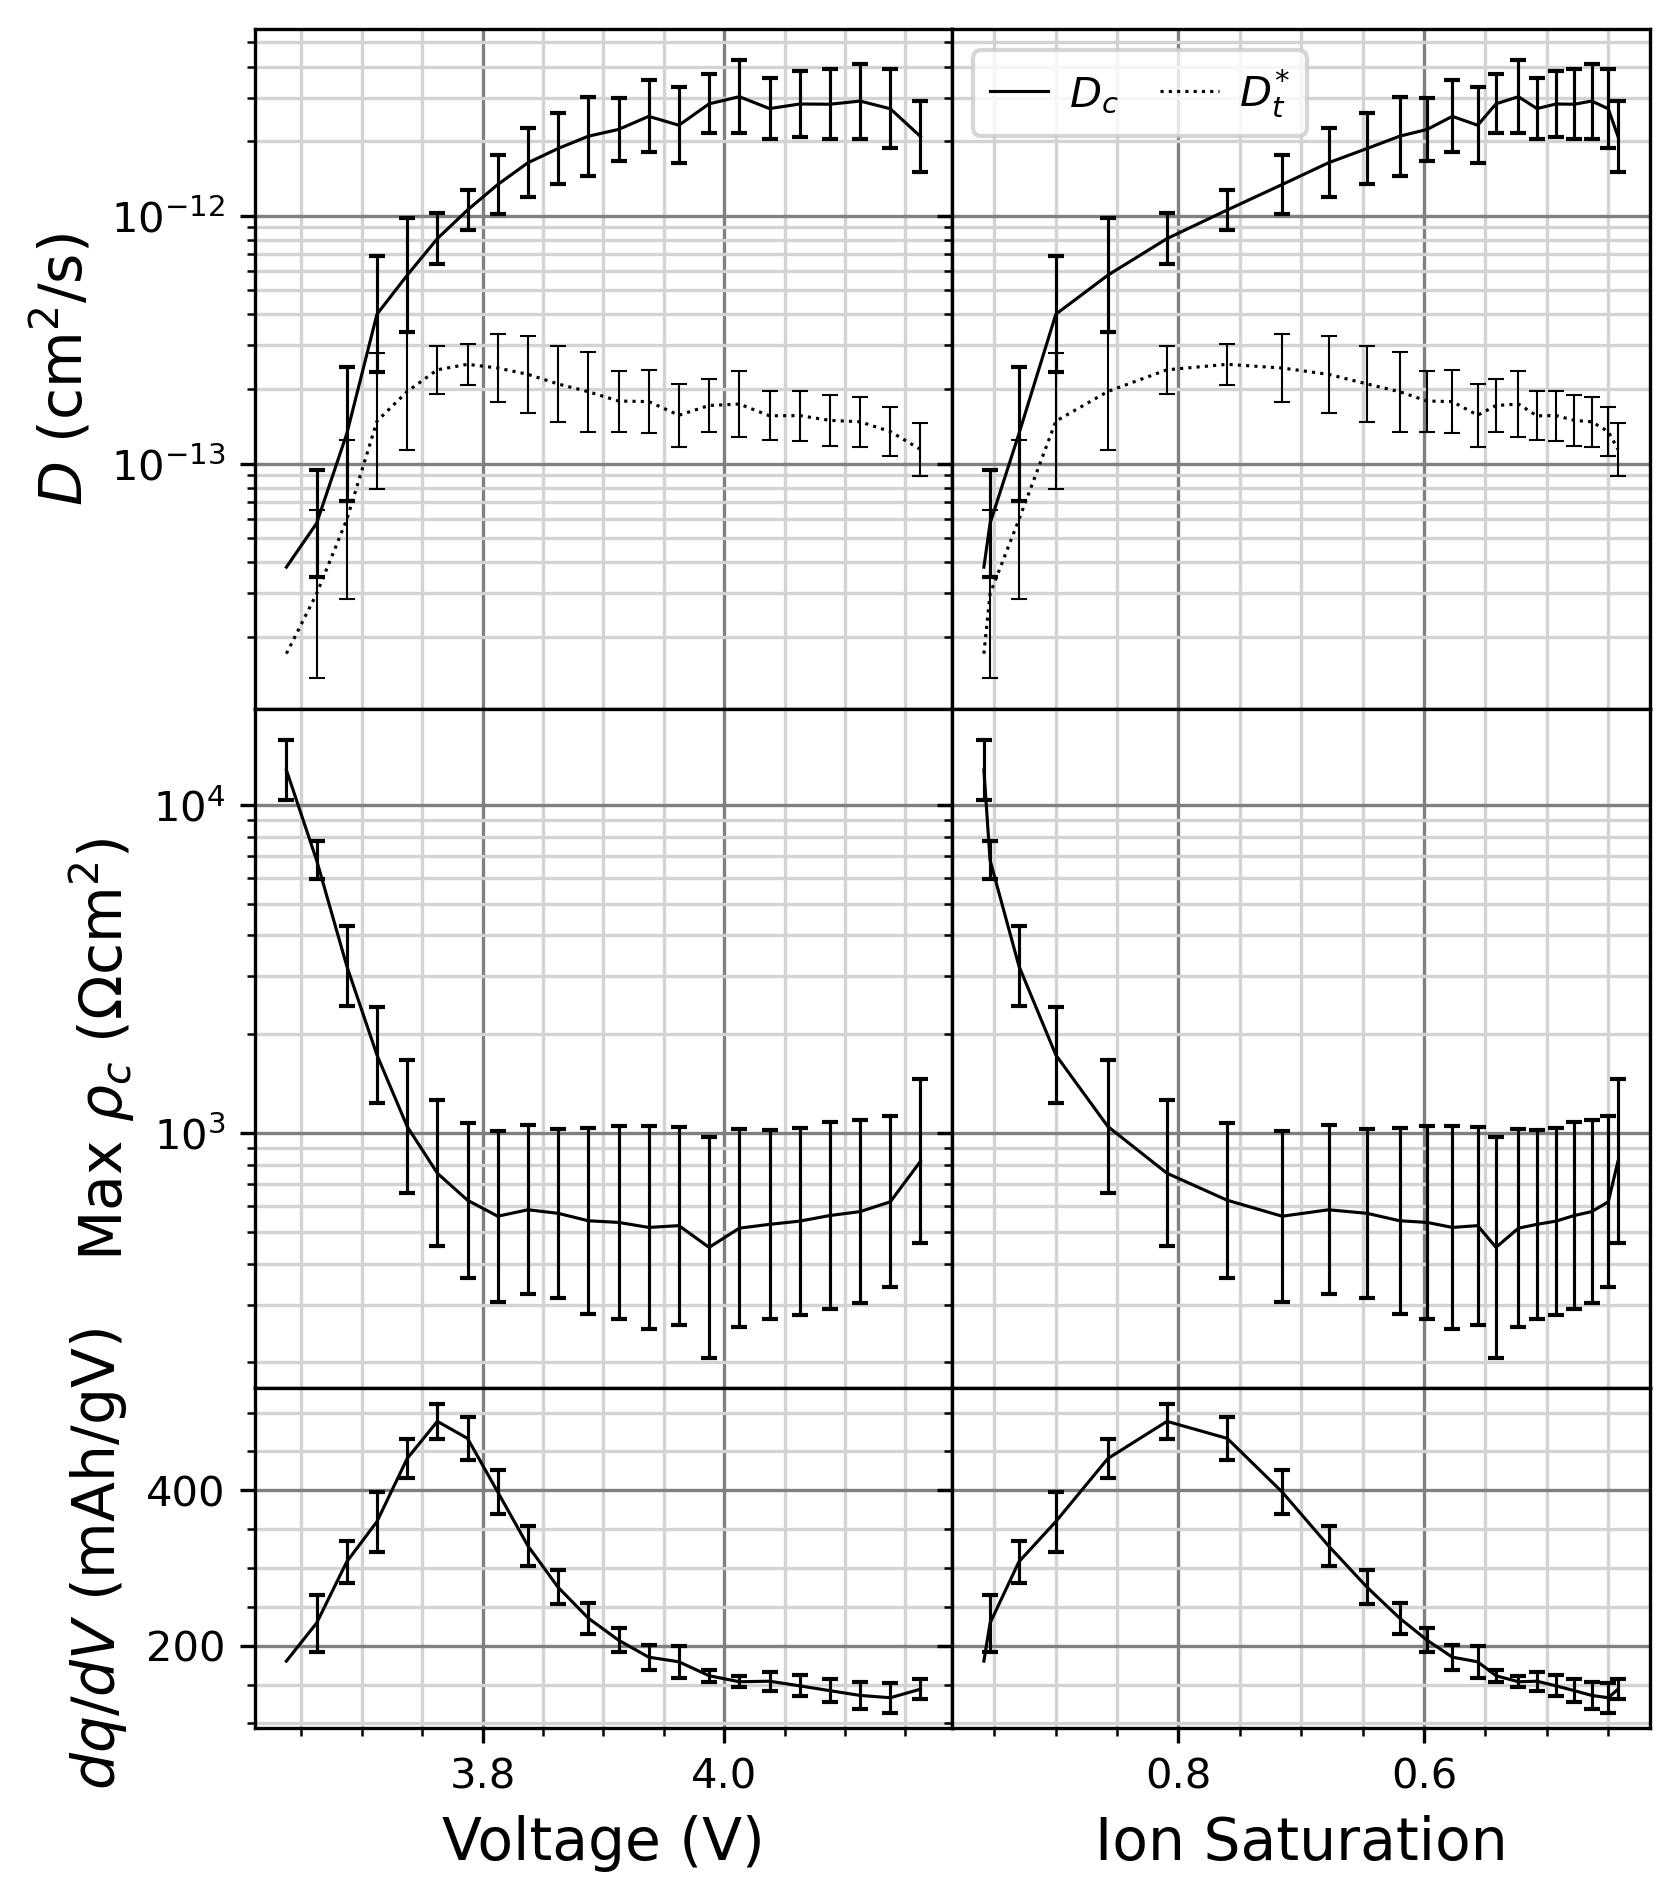 D_c D_t^*
10^{-12}
10^{-13}
D (cm^2/s)
10^4
10^3
Max ρ_c (Ωcm^2)
400
200
dq/dV (mAh/gV)
3.8 4.0 0.8 0.6
Voltage (V) Ion Saturation